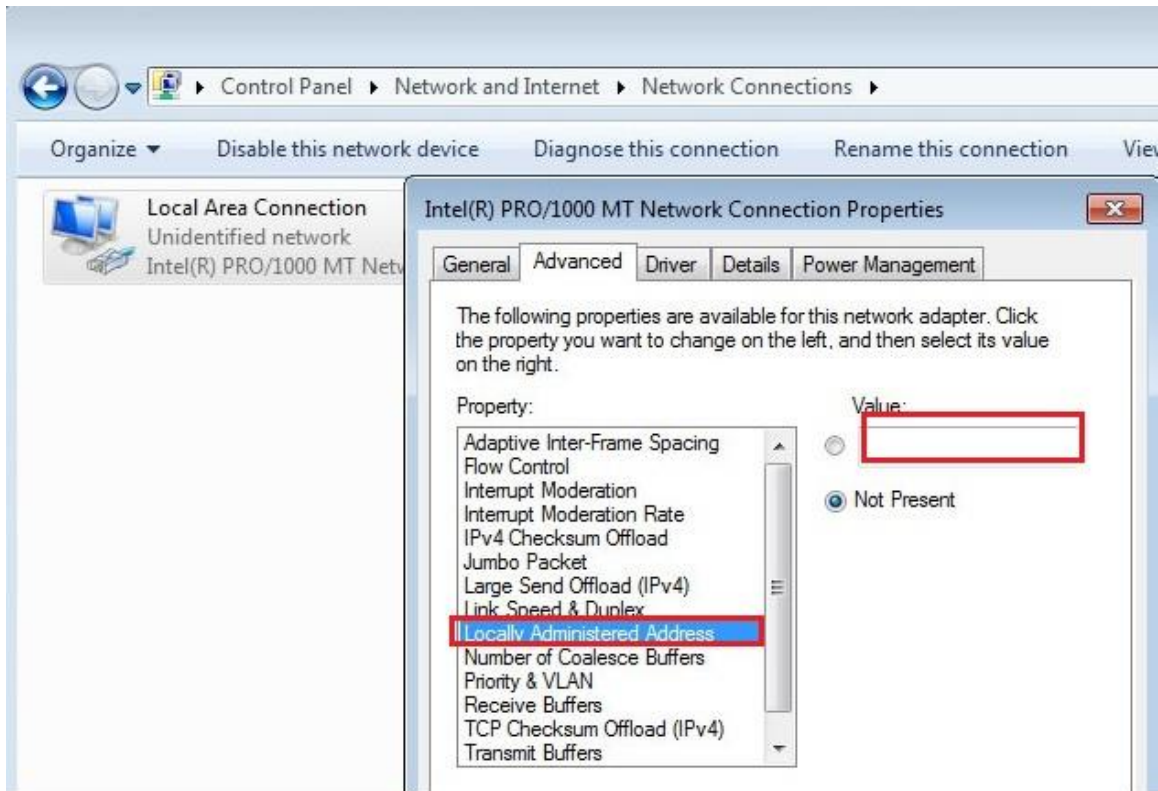 Control Panel Network and Internet Network Connections
Organize Disable this network device Diagnose this connection Rename this connection
Local Area Connection
Unidentified network
Intel(R) PRO/1000 MT
Intel(R) PRO/1000 MT Network Connection Properties
General Advanced Driver Details Power Management
The following properties are available for this network adapter. Click
the property you want to change on the left, and then select its value
on the right.
Property:
Value:
Adaptive Inter-Frame Spacing
Flow Control
Interrupt Moderation
Interrupt Moderation Rate
IPv4 Checksum Offload
Jumbo Packet
Large Send Offload (IPv4)
Link Speed & Duplex
Locally Administered Address
Number of Coalesce Buffers
Priority & VLAN
Receive Buffers
TCP Checksum Offload (IPv4)
Transmit Buffers
Not Present